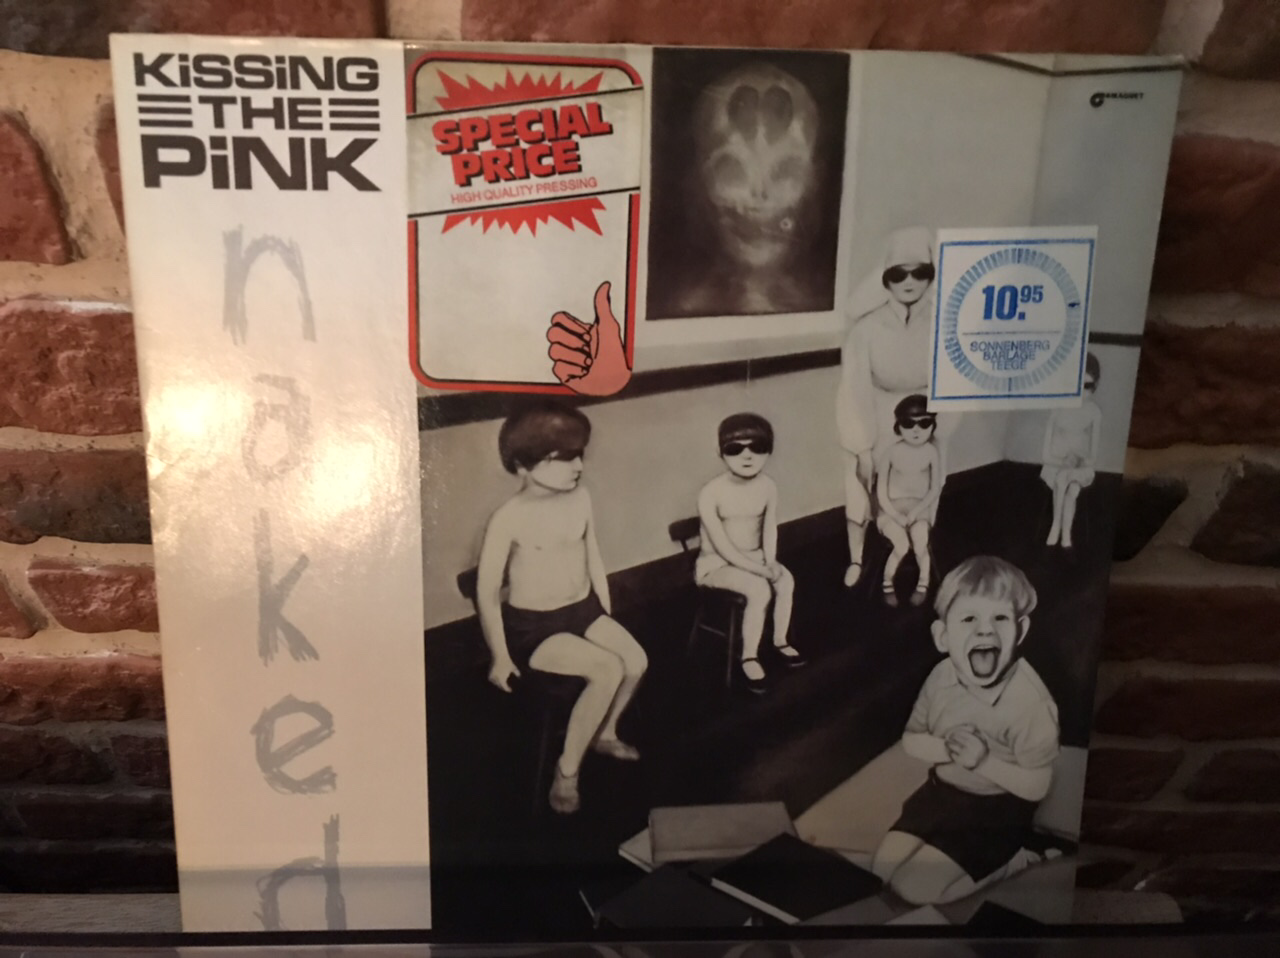 KiSSiNG
THE
PiNK
naked
SPECIAL
PRICE
HIGH QUALITY PRESSING
10.95
SONNENBERG
BARLAGE
TEEGE